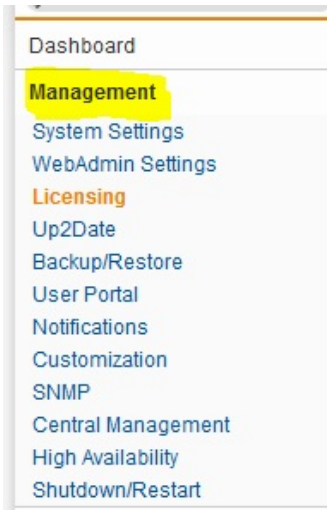 Dashboard
Management
System Settings
WebAdmin Settings
Licensing
Up2Date
Backup/Restore
User Portal
Notifications
Customization
SNMP
Central Management
High Availability
Shutdown/Restart